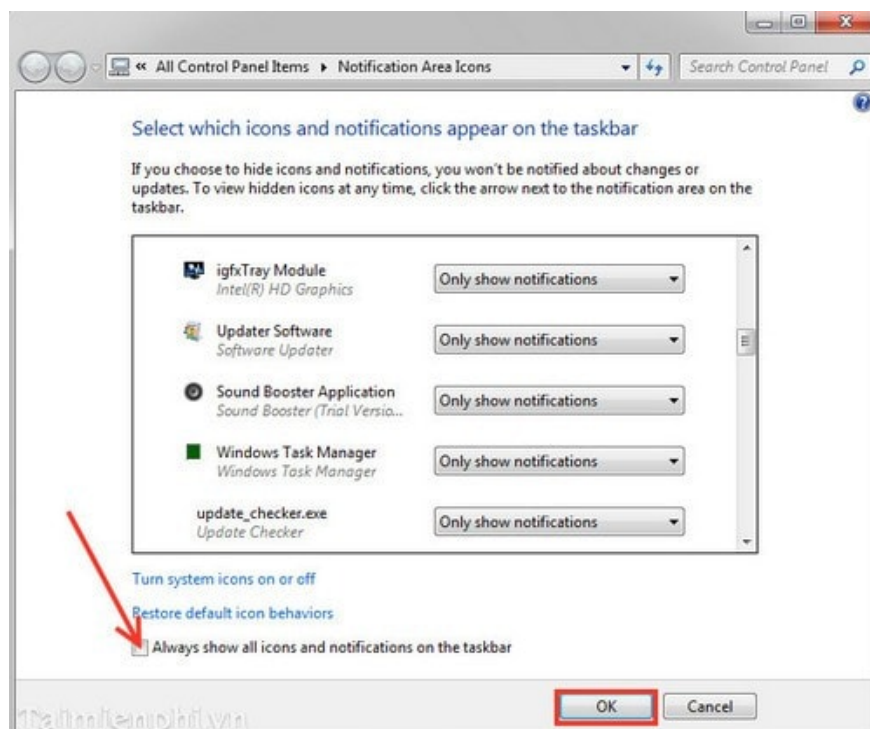 « All Control Panel Items ▸ Notification Area Icons
Search Control Panel
Select which icons and notifications appear on the taskbar
If you choose to hide icons and notifications, you won't be notified about changes or
updates. To view hidden icons at any time, click the arrow next to the notification area on the
taskbar.
igfxTray Module
Only show notifications
Intel(R) HD Graphics
Updater Software
Only show notifications
Software Updater
Sound Booster Application
Only show notifications
Sound Booster (Trial Versio...
Windows Task Manager
Only show notifications
Windows Task Manager
update_checker.exe
Only show notifications
Update Checker
Turn system icons on or off
Restore default icon behaviors
Always show all icons and notifications on the taskbar
OK
Cancel
Taimienphi.vn